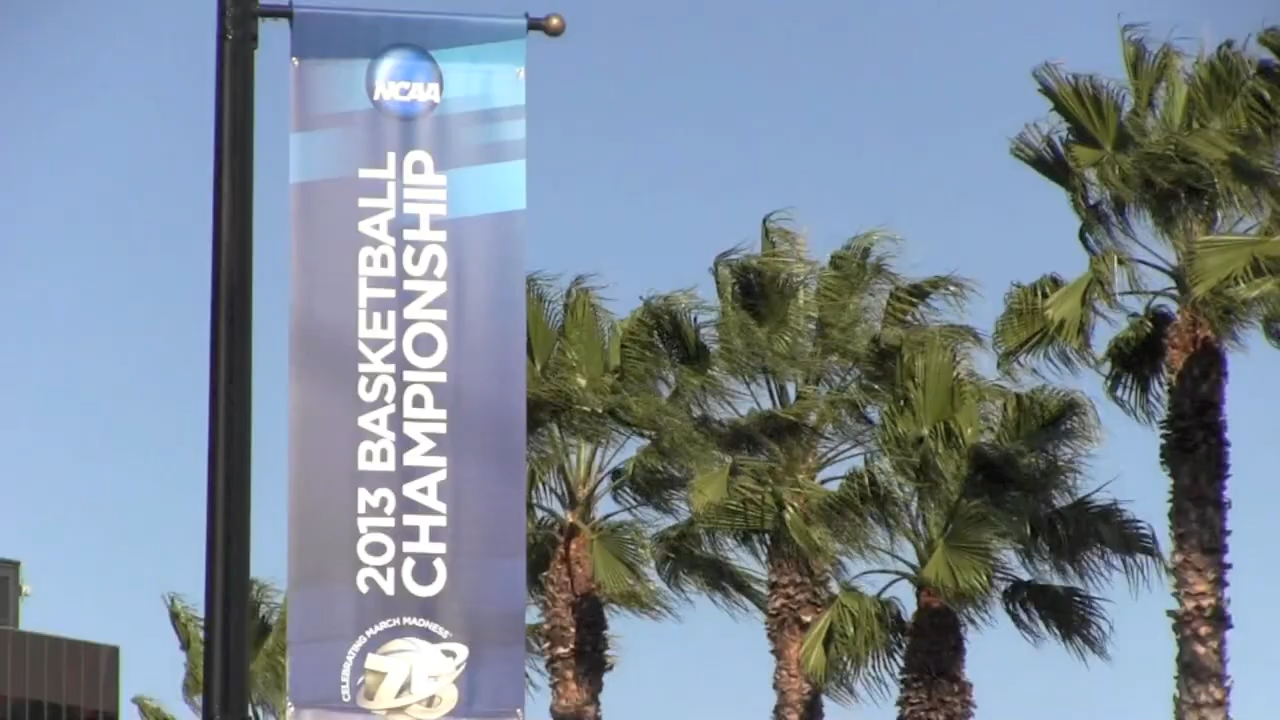 NCAA
2013 BASKETBALL
CHAMPIONSHIP
CELEBRATING MARCH MADNESS
75